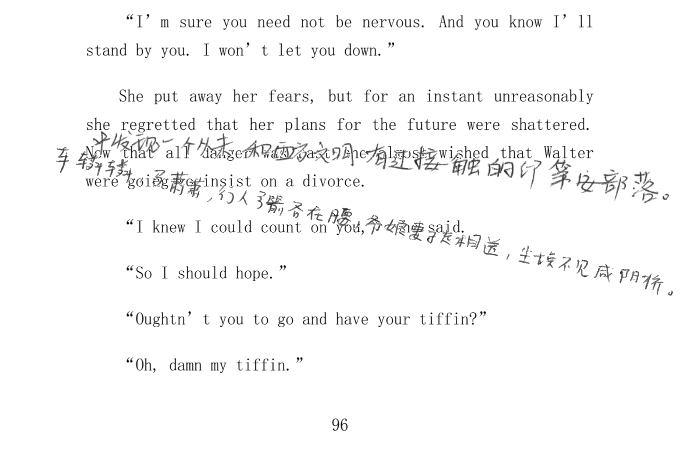 “I’m sure you need not be nervous. And you know I’ll
stand by you. I won’t let you down.”
She put away her fears, but for an instant unreasonably
she regretted that her plans for the future were shattered.
Now that all danger was past she almost wished that Walter
were going to insist on a divorce.
发现一个从未和西方文明有过接触的印第安部落。
车辚辚，马萧萧，行人弓箭各在腰，爷娘妻子走相送，尘埃不见咸阳桥。
“I knew I could count on you,” she said.
“So I should hope.”
“Oughtn’t you to go and have your tiffin?”
“Oh, damn my tiffin.”
96